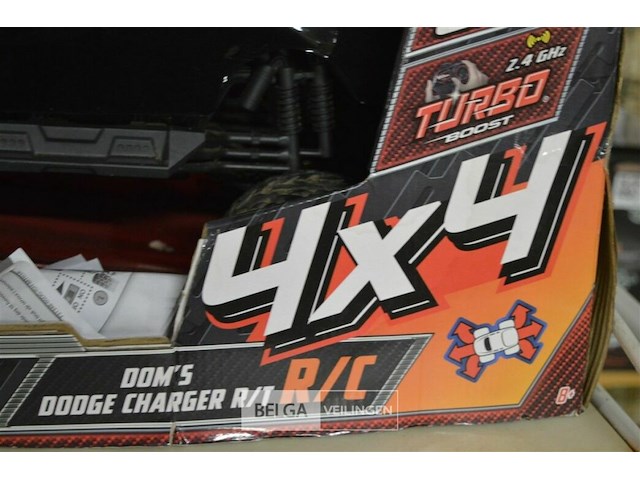 2.4 GHz
TURBO
BOOST
4x4
DOM'S
DODGE CHARGER R/T R/C
BELGA VEILINGEN
8+